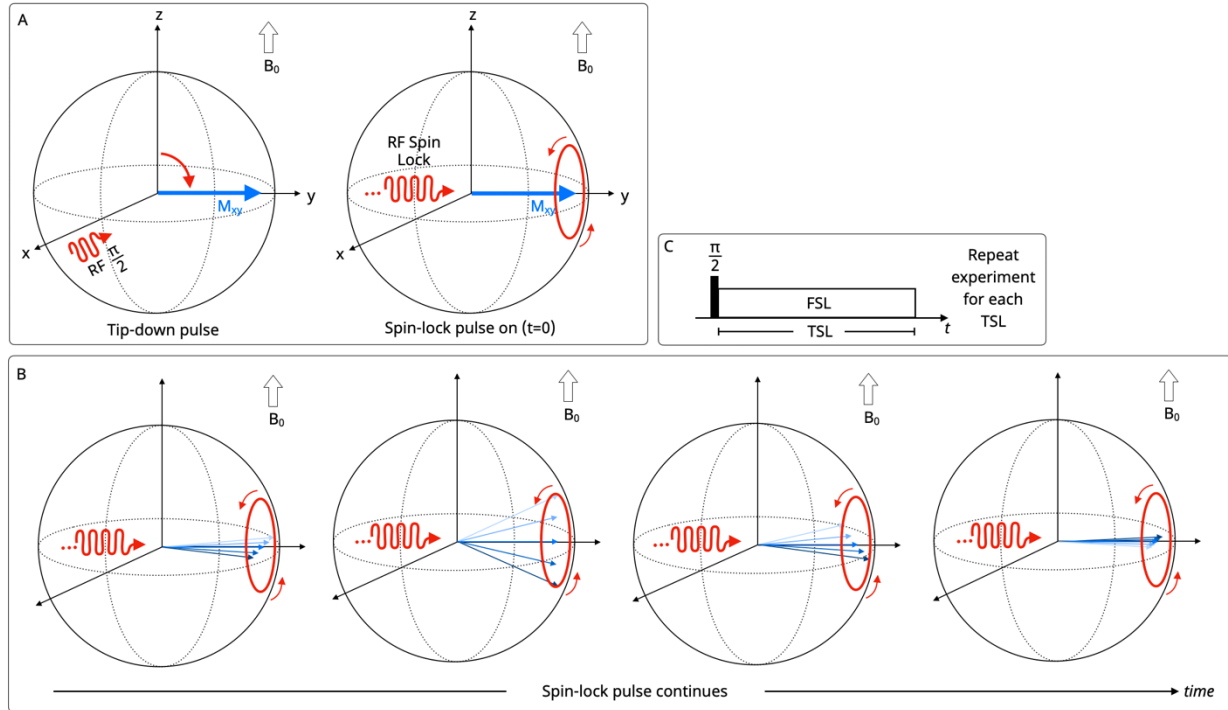 A
z
B₀
y
x
Mxy
RF π/2
Tip-down pulse
z
B₀
RF Spin
Lock
y
x
Mxy
Spin-lock pulse on (t=0)
C
π/2
FSL
TSL
t
Repeat
experiment
for each
TSL
B
B₀
B₀
B₀
B₀
Spin-lock pulse continues
time